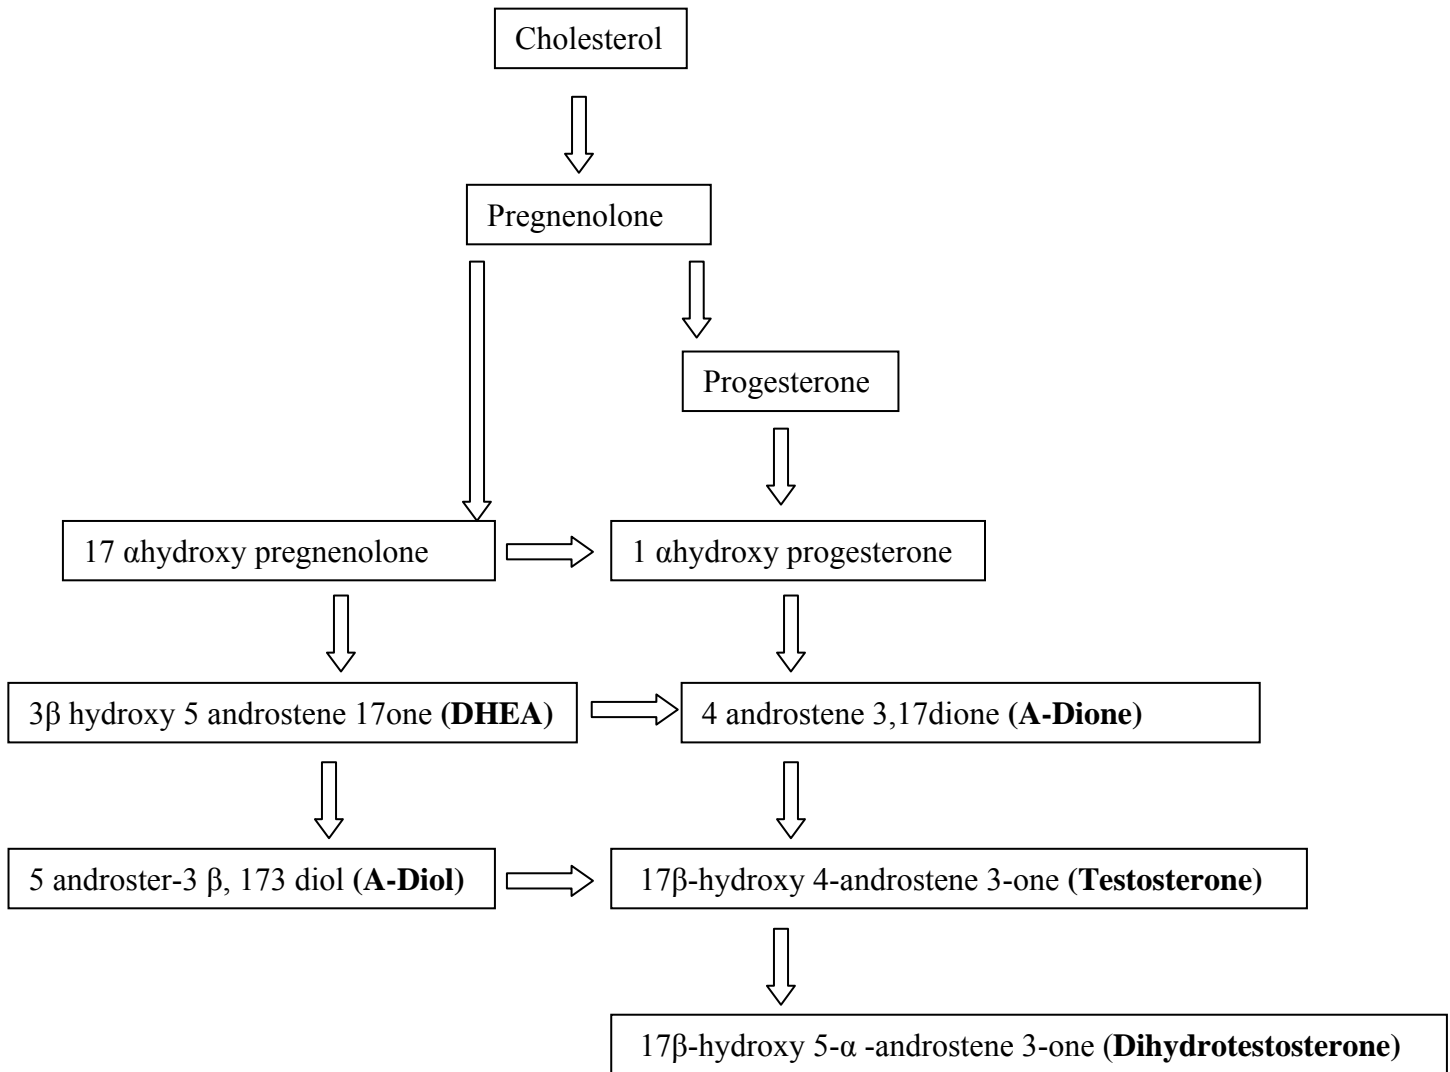 Cholesterol
Pregnenolone
Progesterone
17 αhydroxy pregnenolone
1 αhydroxy progesterone
3β hydroxy 5 androstene 17one (DHEA)
4 androstene 3,17dione (A-Dione)
5 androster-3 β, 173 diol (A-Diol)
17β-hydroxy 4-androstene 3-one (Testosterone)
17β-hydroxy 5-α -androstene 3-one (Dihydrotestosterone)